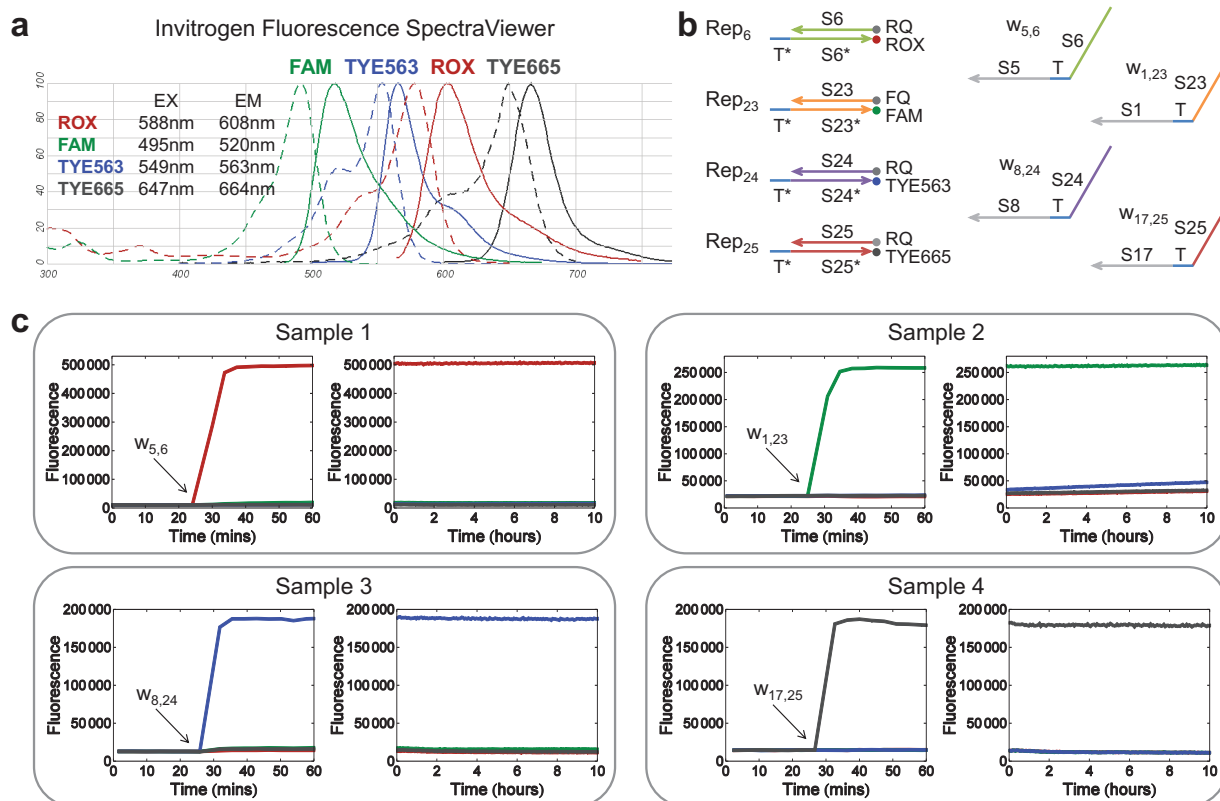 a
Invitrogen Fluorescence SpectraViewer
FAM TYE563 ROX TYE665
EX EM
ROX 588nm 608nm
FAM 495nm 520nm
TYE563 549nm 563nm
TYE665 647nm 664nm
100
80
60
40
20
0
300 400 500 600 700
b
Rep6 S6 RQ
T* S6* ROX
Rep23 S23 FQ
T* S23* FAM
Rep24 S24 RQ
T* S24* TYE563
Rep25 S25 RQ
T* S25* TYE665
w5,6 S6
S5 T
w1,23 S23
S1 T
w8,24 S24
S8 T
w17,25 S25
S17 T
c
Sample 1
Fluorescence
500 000
400 000
300 000
200 000
100 000
0
w5,6
0 10 20 30 40 50 60
Time (mins)
Fluorescence
500 000
400 000
300 000
200 000
100 000
0
0 2 4 6 8 10
Time (hours)
Sample 2
Fluorescence
250 000
200 000
150 000
100 000
50 000
0
w1,23
0 10 20 30 40 50 60
Time (mins)
Fluorescence
250 000
200 000
150 000
100 000
50 000
0
0 2 4 6 8 10
Time (hours)
Sample 3
Fluorescence
200 000
150 000
100 000
50 000
0
w8,24
0 10 20 30 40 50 60
Time (mins)
Fluorescence
200 000
150 000
100 000
50 000
0
0 2 4 6 8 10
Time (hours)
Sample 4
Fluorescence
200 000
150 000
100 000
50 000
0
w17,25
0 10 20 30 40 50 60
Time (mins)
Fluorescence
200 000
150 000
100 000
50 000
0
0 2 4 6 8 10
Time (hours)